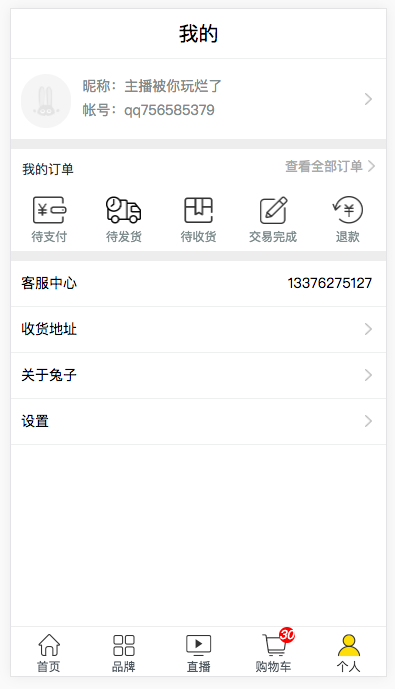 我的
昵称：主播被你玩烂了
帐号：qq756585379
我的订单 查看全部订单
待支付 待发货 待收货 交易完成 退款
客服中心 13376275127
收货地址
关于兔子
设置
30
首页 品牌 直播 购物车 个人